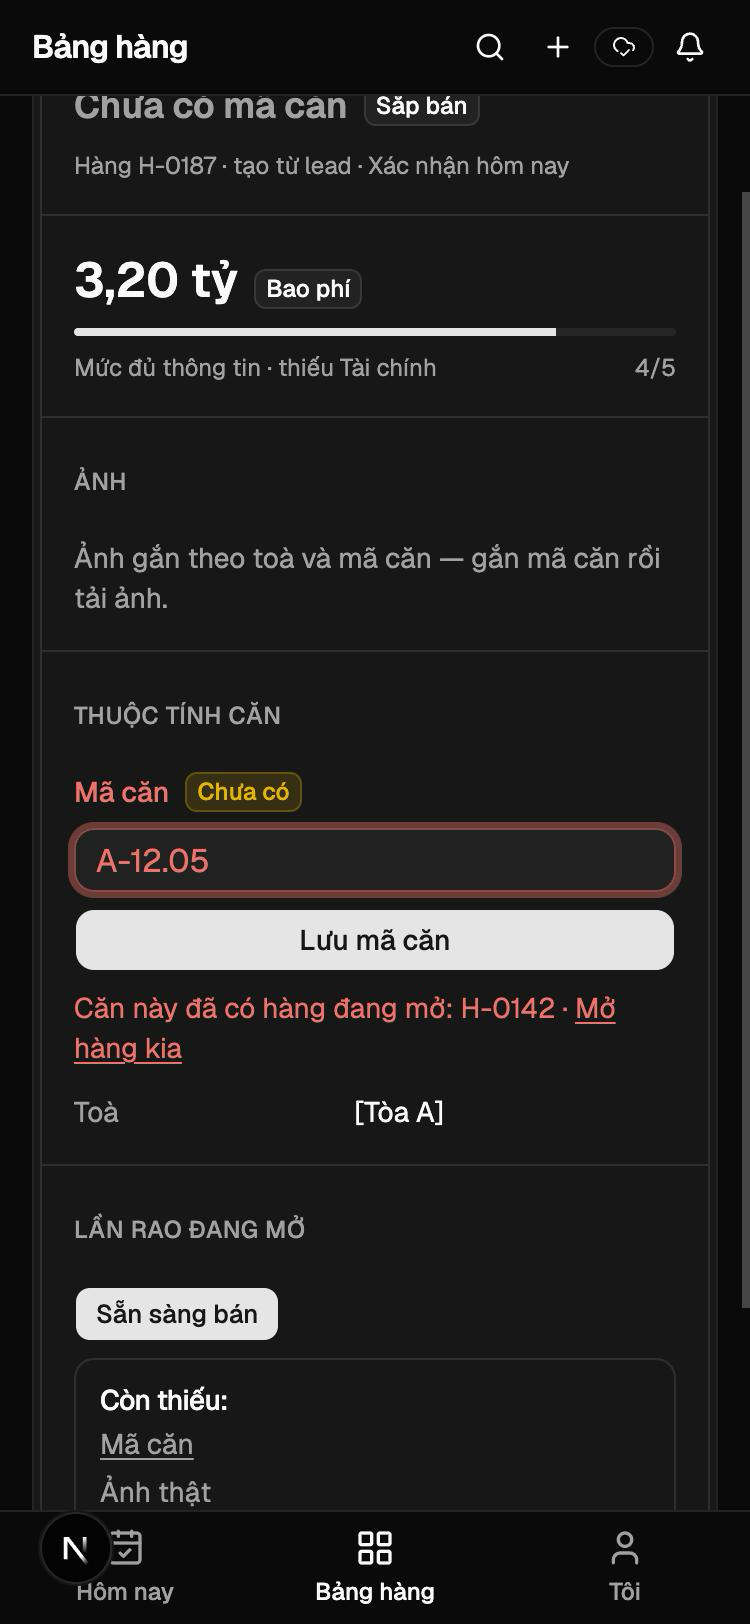 Bảng hàng
Chưa có mã căn Sắp bán
Hàng H-0187 · tạo từ lead · Xác nhận hôm nay
3,20 tỷ Bao phí
Mức đủ thông tin · thiếu Tài chính 4/5
ẢNH
Ảnh gắn theo toà và mã căn — gắn mã căn rồi
tải ảnh.
THUỘC TÍNH CĂN
Mã căn Chưa có
A-12.05
Lưu mã căn
Căn này đã có hàng đang mở: H-0142 · Mở
hàng kia
Toà [Tòa A]
LẦN RAO ĐANG MỞ
Sẵn sàng bán
Còn thiếu:
Mã căn
Ảnh thật
N
Hôm nay Bảng hàng Tôi